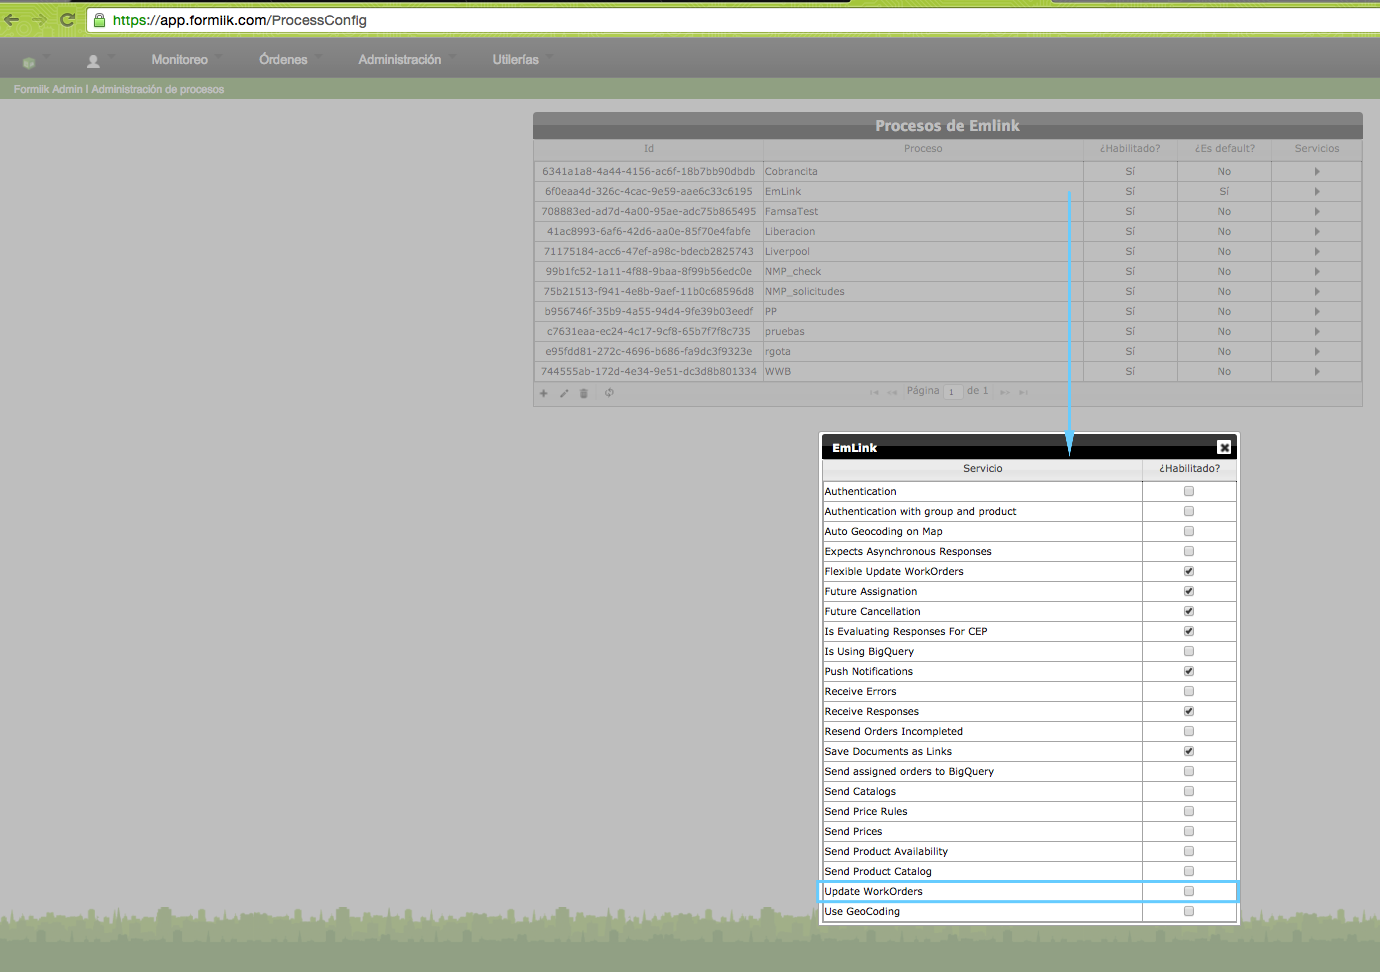 https://app.formiik.com/ProcessConfig
Monitoreo Órdenes Administración Utilerías
Formiik Admin | Administración de procesos
Procesos de Emlink
Id Proceso ¿Habilitado? ¿Es default? Servicios
6341a1a8-4a44-4156-ac6f-18b7bb90dbdb Cobrancita Sí No
6f0eaa4d-326c-4cac-9e59-aae6c33c6195 EmLink Sí Sí
708883ed-ad7d-4a00-95ae-adc75b865495 FamsaTest Sí No
41ac8993-6af6-42d6-aa0e-85f70e4fabfe Liberacion Sí No
71175184-acc6-47ef-a98c-bdecb2825743 Liverpool Sí No
99b1fc52-1a11-4f88-9baa-8f99b56edc0e NMP_check Sí No
75b21513-f941-4e8b-9aef-11b0c68596d8 NMP_solicitudes Sí No
b956746f-35b9-4a55-94d4-9fe39b03eedf PP Sí No
c7631eaa-ec24-4c17-9cf8-65b7f7f8c735 pruebas Sí No
e95fdd81-272c-4696-b686-fa9dc3f9323e rgota Sí No
744555ab-172d-4e34-9e51-dc3d8b801334 WWB Sí No
Página 1 de 1
EmLink
Servicio ¿Habilitado?
Authentication
Authentication with group and product
Auto Geocoding on Map
Expects Asynchronous Responses
Flexible Update WorkOrders
Future Assignation
Future Cancellation
Is Evaluating Responses For CEP
Is Using BigQuery
Push Notifications
Receive Errors
Receive Responses
Resend Orders Incompleted
Save Documents as Links
Send assigned orders to BigQuery
Send Catalogs
Send Price Rules
Send Prices
Send Product Availability
Send Product Catalog
Update WorkOrders
Use GeoCoding